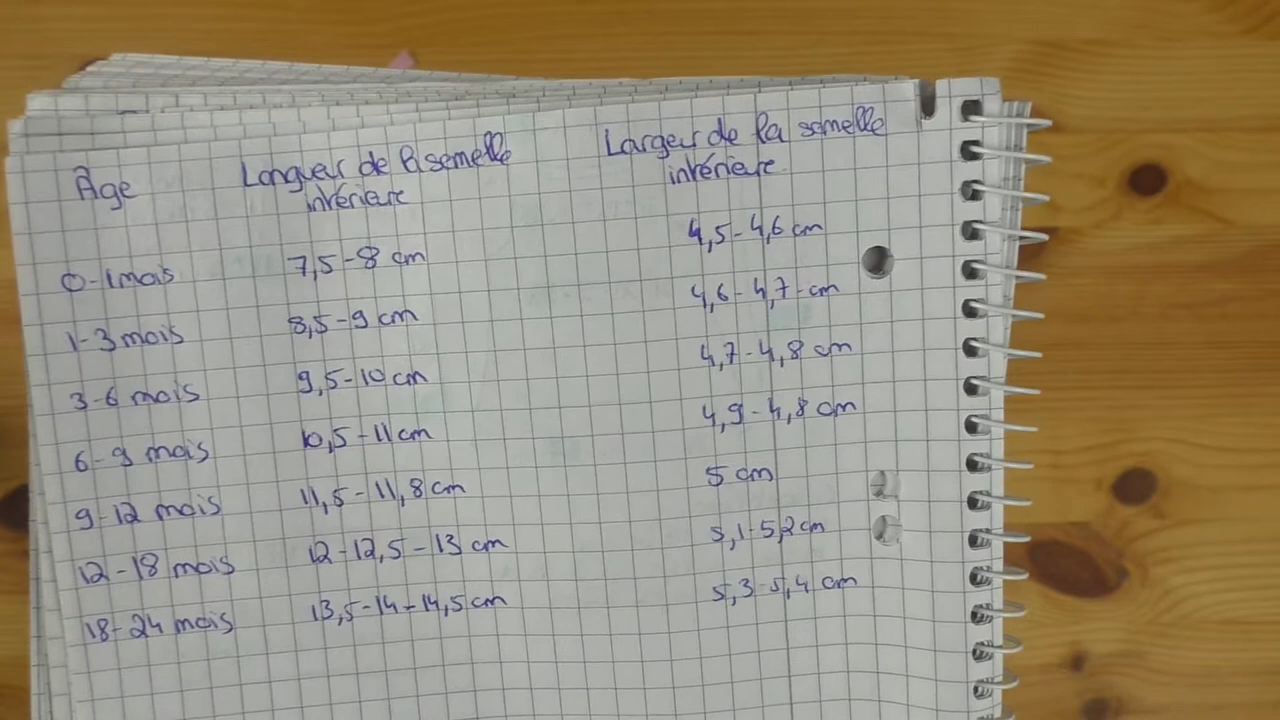 Âge Longueur de la semelle intérieure Largeur de la semelle intérieure
0-1 mois 7,5-8 cm 4,5-4,6 cm
1-3 mois 8,5-9 cm 4,6-4,7 cm
3-6 mois 9,5-10 cm 4,7-4,8 cm
6-9 mois 10,5-11 cm 4,9-4,8 cm
9-12 mois 11,5-11,8 cm 5 cm
12-18 mois 12-12,5-13 cm 5,1-5,2 cm
18-24 mois 13,5-14-14,5 cm 5,3-5,4 cm